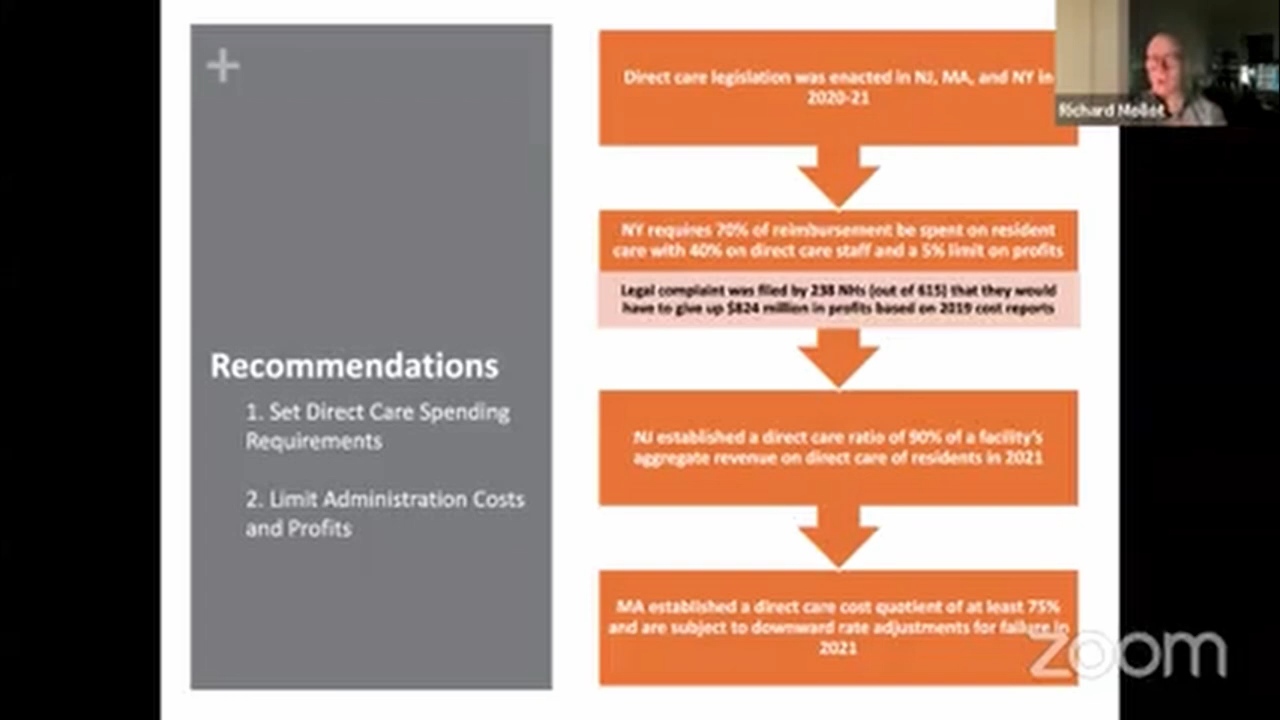 +
Recommendations
1. Set Direct Care Spending
Requirements
2. Limit Administration Costs
and Profits
Direct care legislation was enacted in NJ, MA, and NY in
2020-21
NY requires 70% of reimbursement be spent on resident
care with 40% on direct care staff and a 5% limit on profits
Legal complaint was filed by 238 NHs (out of 615) that they would
have to give up $824 million in profits based on 2019 cost reports
NJ established a direct care ratio of 90% of a facility's
aggregate revenue on direct care of residents in 2021
MA established a direct care cost quotient of at least 75%
and are subject to downward rate adjustments for failure in
2021
Richard Mollot
zoom